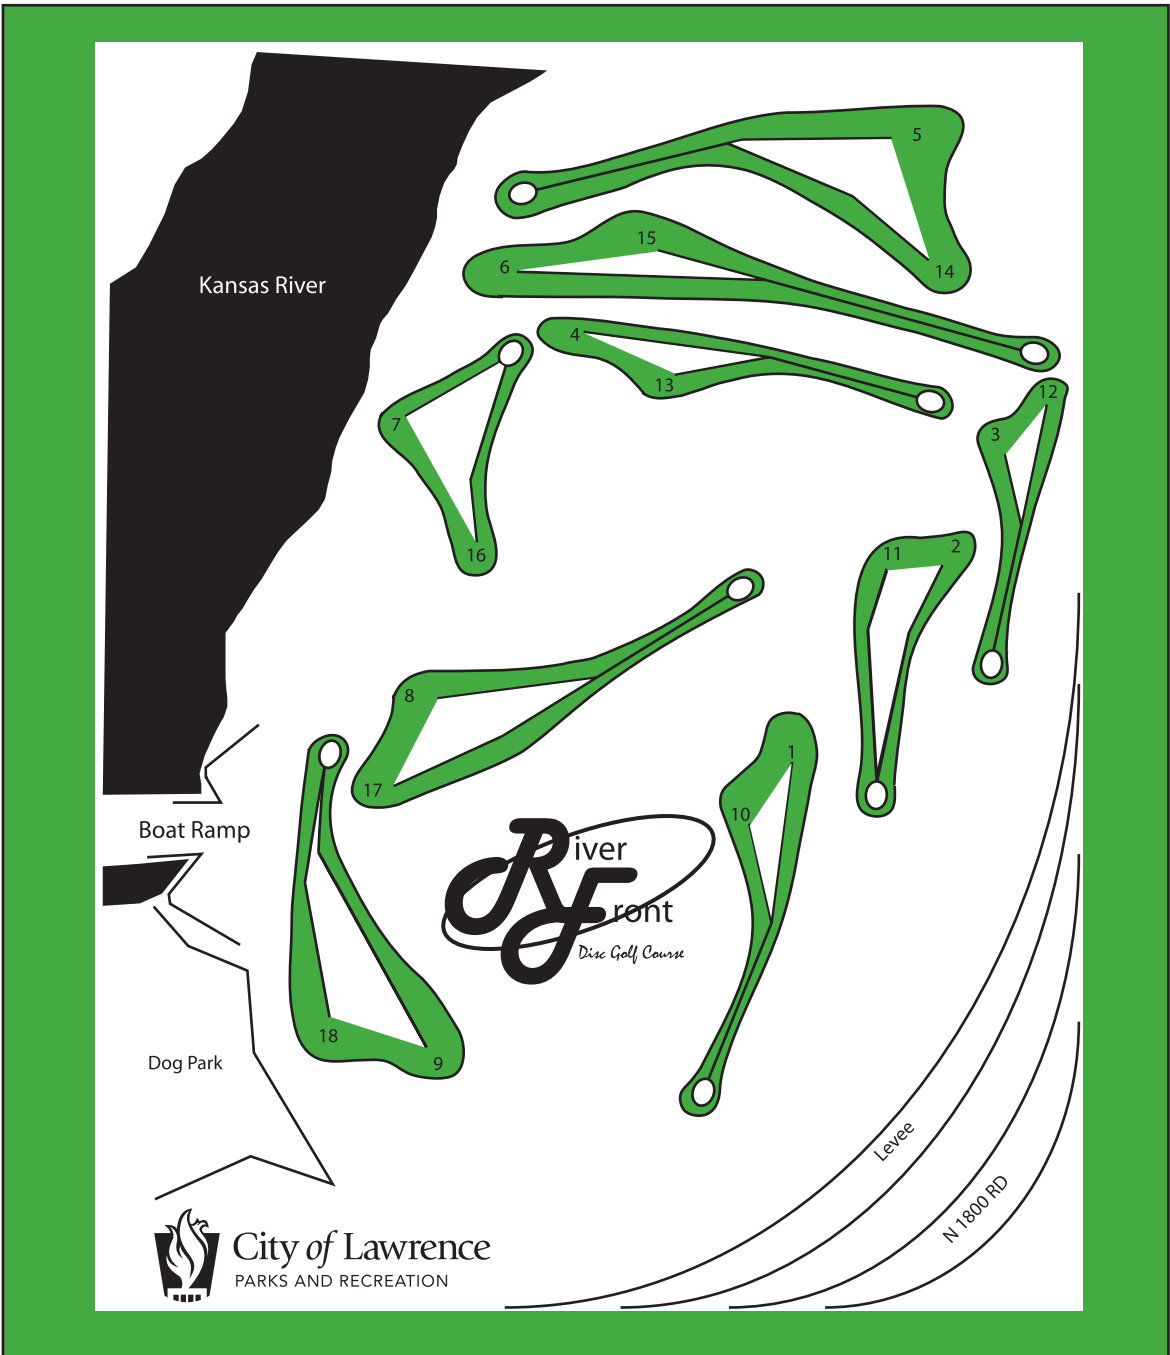 5
14
15
6
Kansas River
4
13
12
3
7
16
11
2
8
17
1
10
Boat Ramp
River
Front
Disc Golf Course
18
9
Dog Park
Levee
N 1800 RD
City of Lawrence
PARKS AND RECREATION